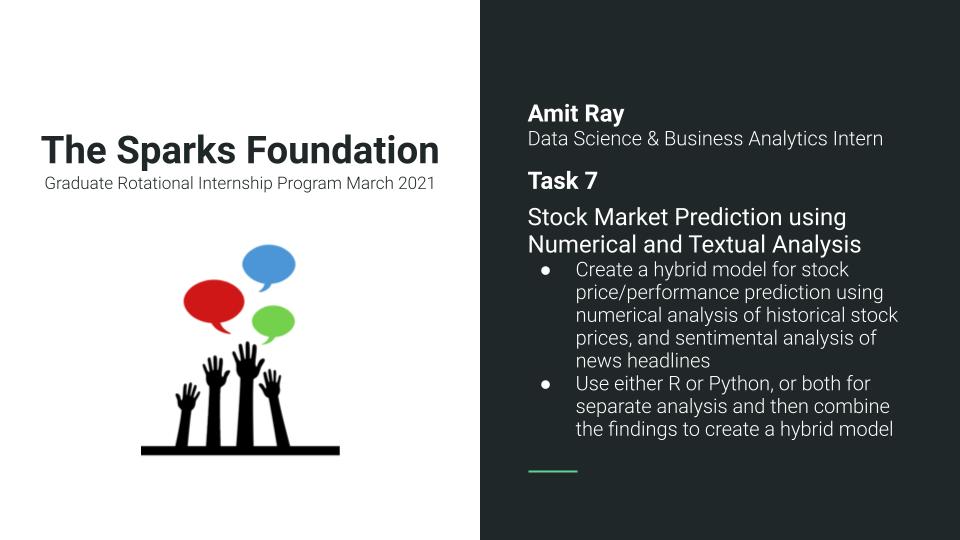 The Sparks Foundation
Graduate Rotational Internship Program March 2021
Amit Ray
Data Science & Business Analytics Intern
Task 7
Stock Market Prediction using
Numerical and Textual Analysis
● Create a hybrid model for stock
price/performance prediction using
numerical analysis of historical stock
prices, and sentimental analysis of
news headlines
● Use either R or Python, or both for
separate analysis and then combine
the findings to create a hybrid model